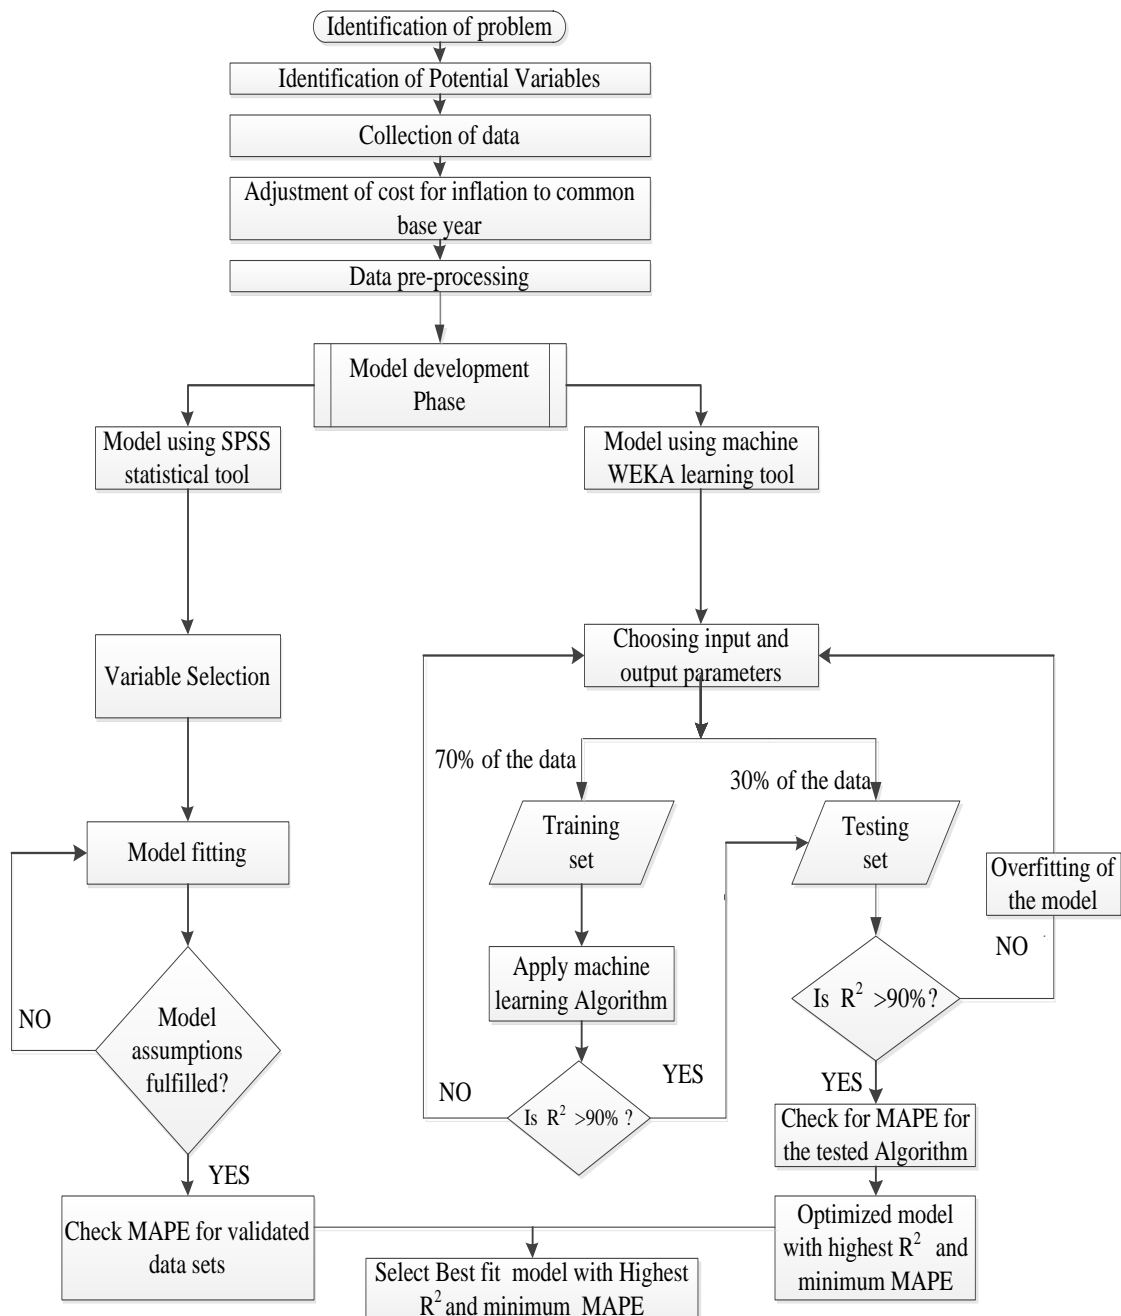 Identification of problem
Identification of Potential Variables
Collection of data
Adjustment of cost for inflation to common
base year
Data pre-processing
Model development
Phase
Model using SPSS
statistical tool
Model using machine
WEKA learning tool
Variable Selection
Choosing input and
output parameters
70% of the data
30% of the data
Training
set
Testing
set
Model fitting
Overfitting of
the model
NO
Apply machine
learning Algorithm
Is R² >90%?
Model
assumptions
fulfilled?
NO
NO
YES
Is R² >90% ?
YES
Check for MAPE for
the tested Algorithm
YES
Check MAPE for validated
data sets
Optimized model
with highest R² and
minimum MAPE
Select Best fit model with Highest
R² and minimum MAPE